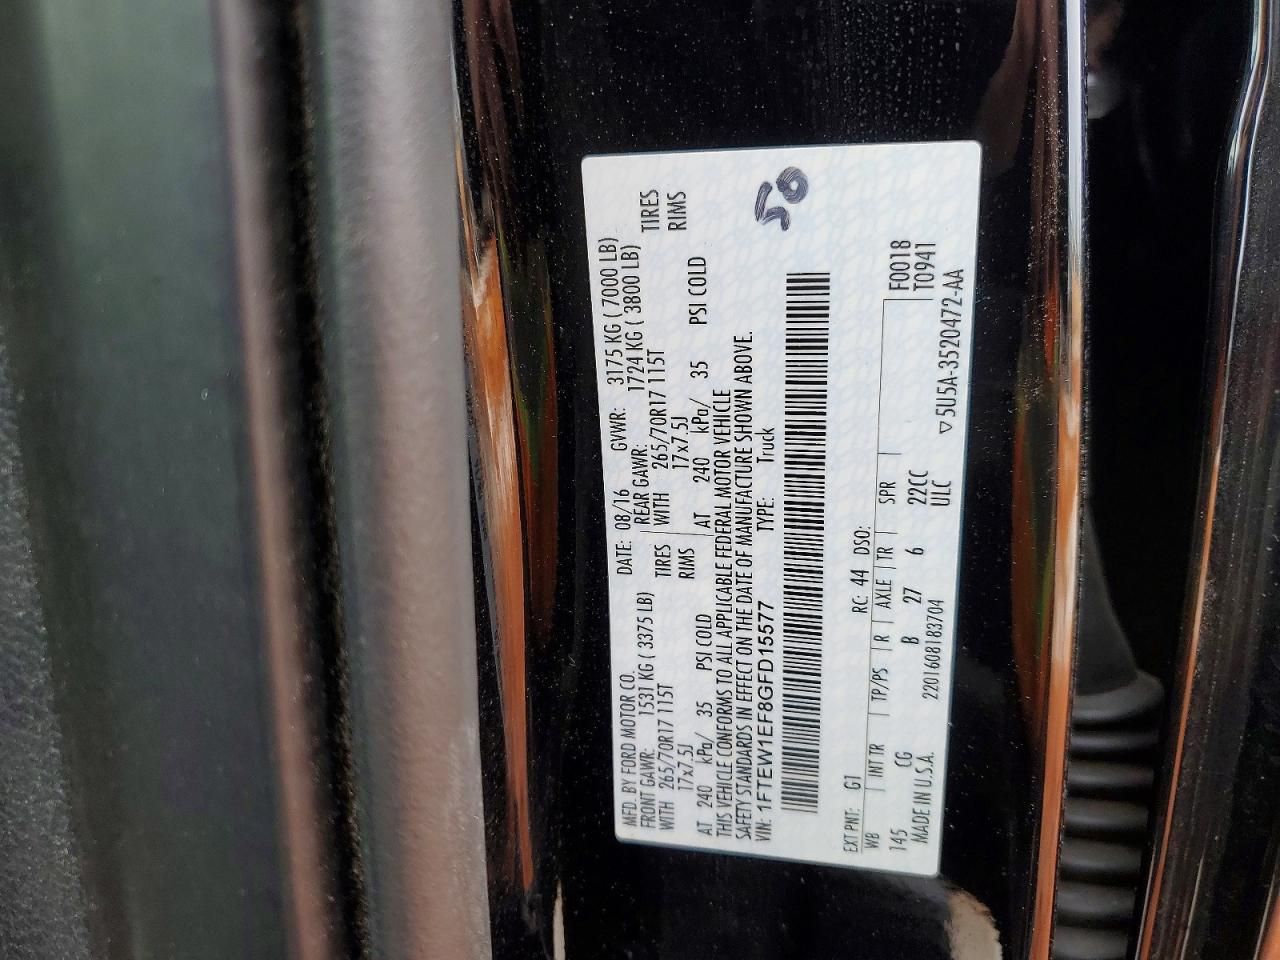 MFD. BY FORD MOTOR CO. DATE: 08/16 GVWR: 3175 KG ( 7000 LB)
FRONT GAWR: 1531 KG ( 3375 LB) REAR GAWR: 1724 KG ( 3800 LB)
WITH 265/70R17 115T TIRES WITH 265/70R17 115T TIRES
17x7.5J RIMS 17x7.5J RIMS
AT 240 kPa/ 35 PSI COLD AT 240 kPa/ 35 PSI COLD
THIS VEHICLE CONFORMS TO ALL APPLICABLE FEDERAL MOTOR VEHICLE
SAFETY STANDARDS IN EFFECT ON THE DATE OF MANUFACTURE SHOWN ABOVE.
VIN: 1FTEW1EF8GFD15577 TYPE: Truck
50
EXT PNT: G1 RC: 44 DSO: F0018
WB INT TR TP/PS R AXLE TR SPR T0941
145 CG B 27 6 22CC
MADE IN U.S.A. 2201608183704 ULC
▽5U5A-3520472-AA